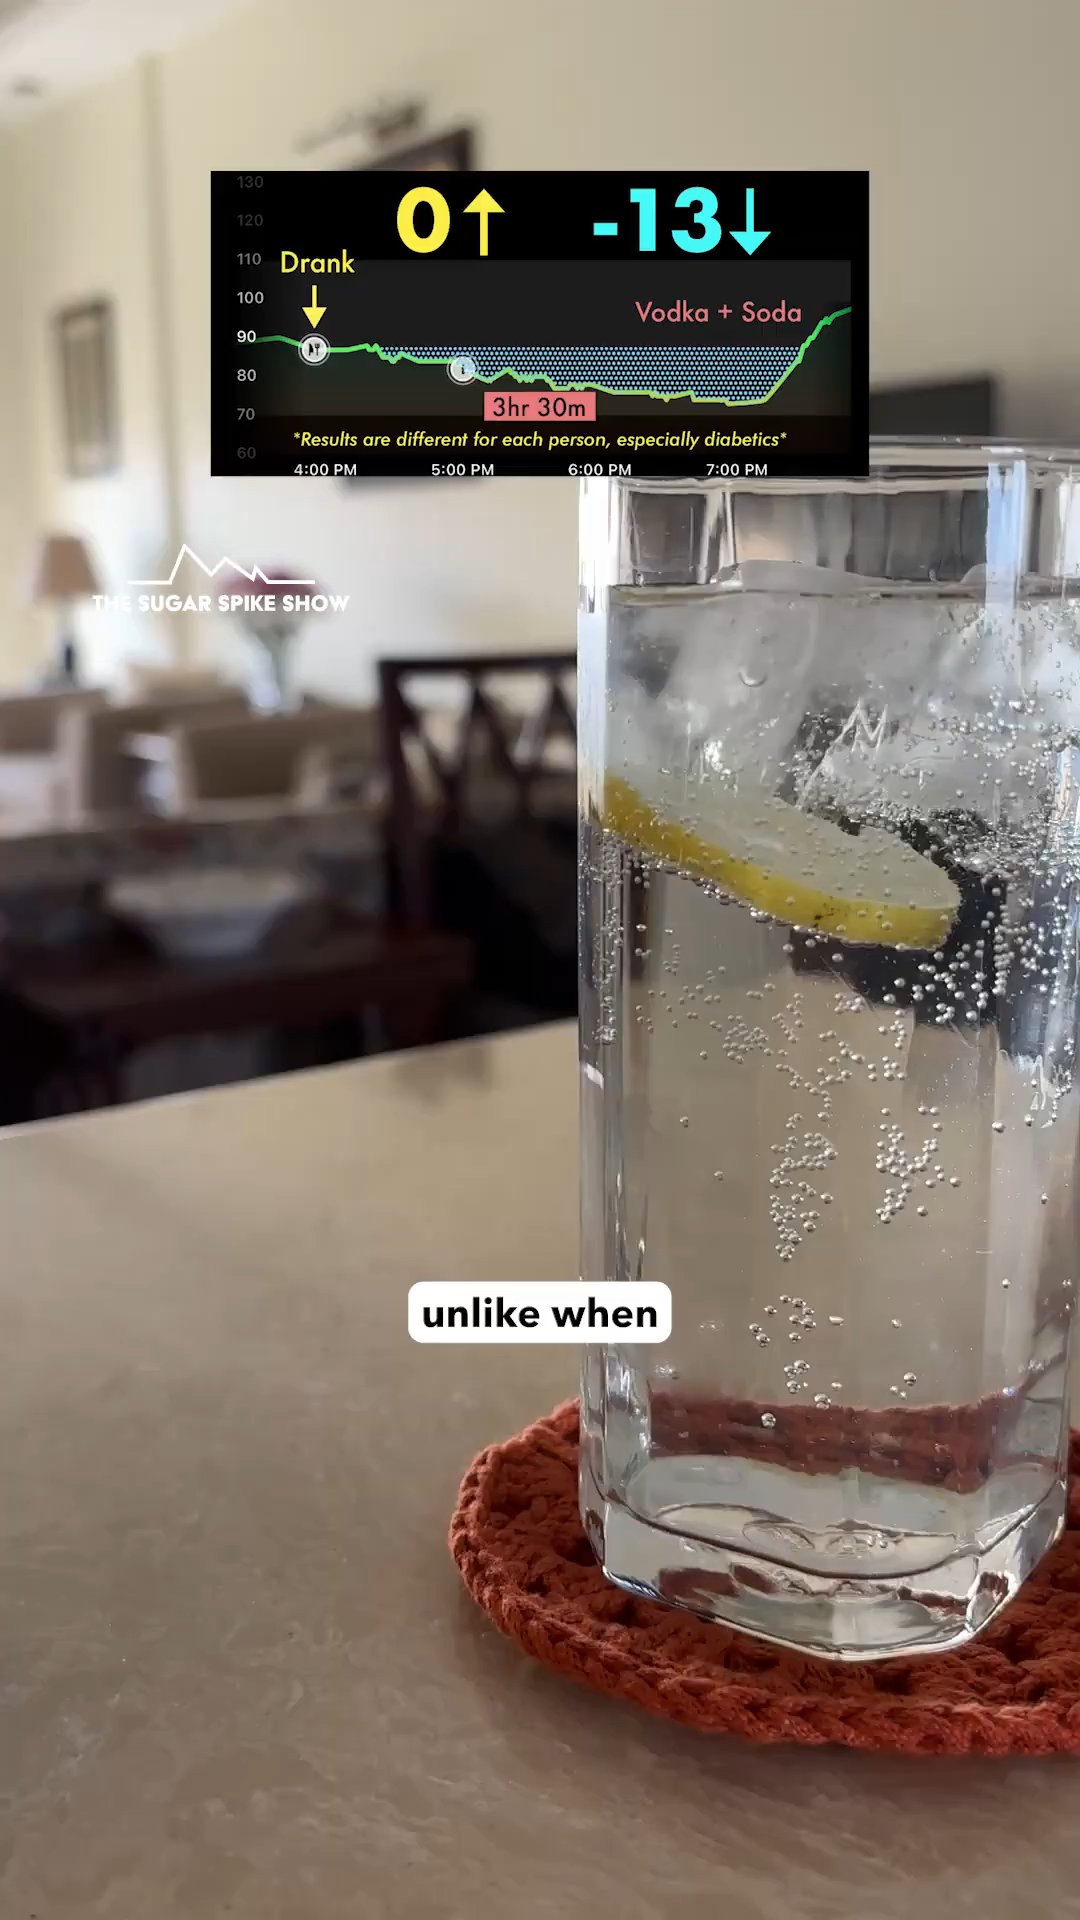 130
120
110
100
90
80
70
60
0↑
-13↓
Drank
Vodka + Soda
3hr 30m
*Results are different for each person, especially diabetics*
4:00 PM 5:00 PM 6:00 PM 7:00 PM
THE SUGAR SPIKE SHOW
unlike when